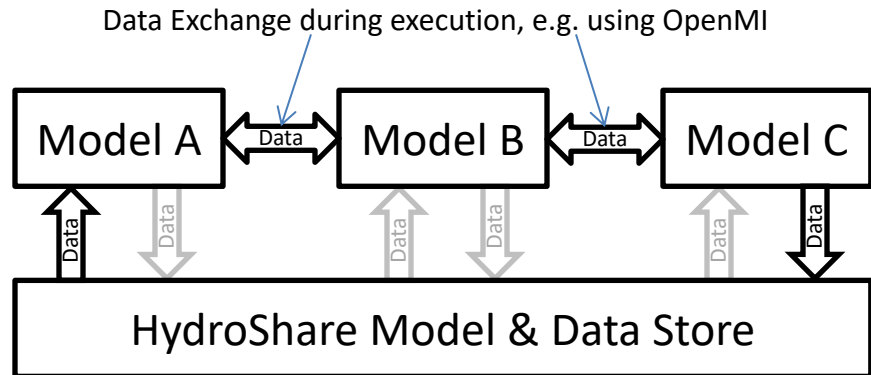 Data Exchange during execution, e.g. using OpenMI
Model A
Data
Model B
Data
Model C
Data
Data
Data
Data
Data
Data
HydroShare Model & Data Store